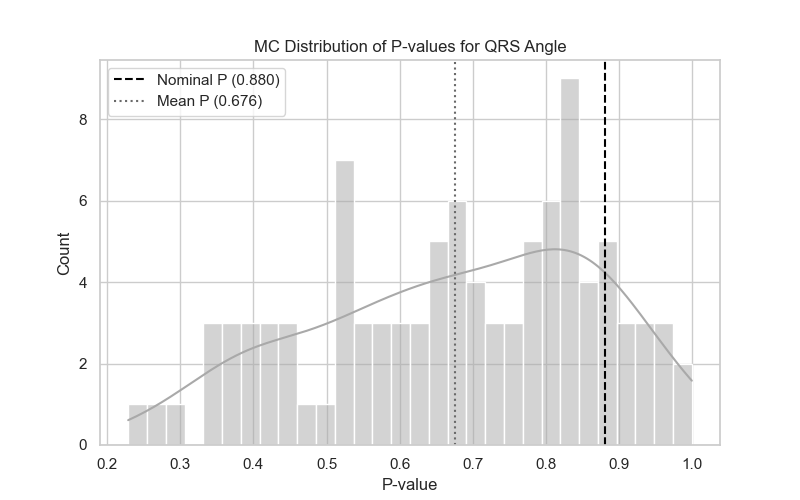 MC Distribution of P-values for QRS Angle
Nominal P (0.880)
Mean P (0.676)
Count
8
6
4
2
0
0.2 0.3 0.4 0.5 0.6 0.7 0.8 0.9 1.0
P-value